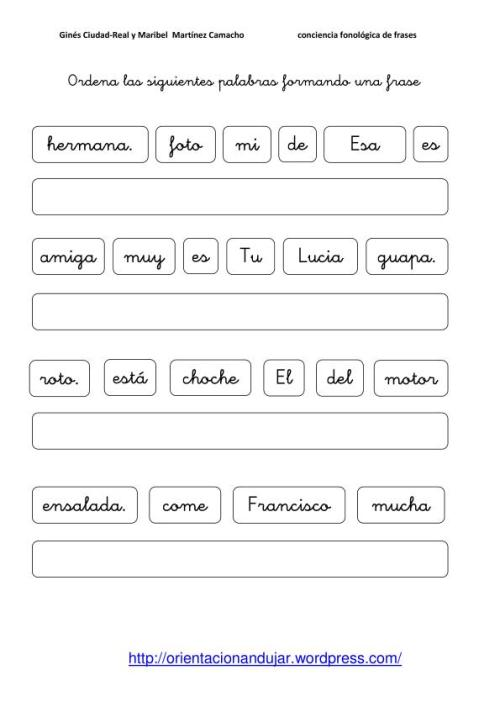 Ginés Ciudad-Real y Maribel Martínez Camacho conciencia fonológica de frases
Ordena las siguientes palabras formando una frase
hermana. foto mi de Esa es
amiga muy es Tu Lucia guapa.
roto. está choche El del motor
ensalada. come Francisco mucha
http://orientacionandujar.wordpress.com/